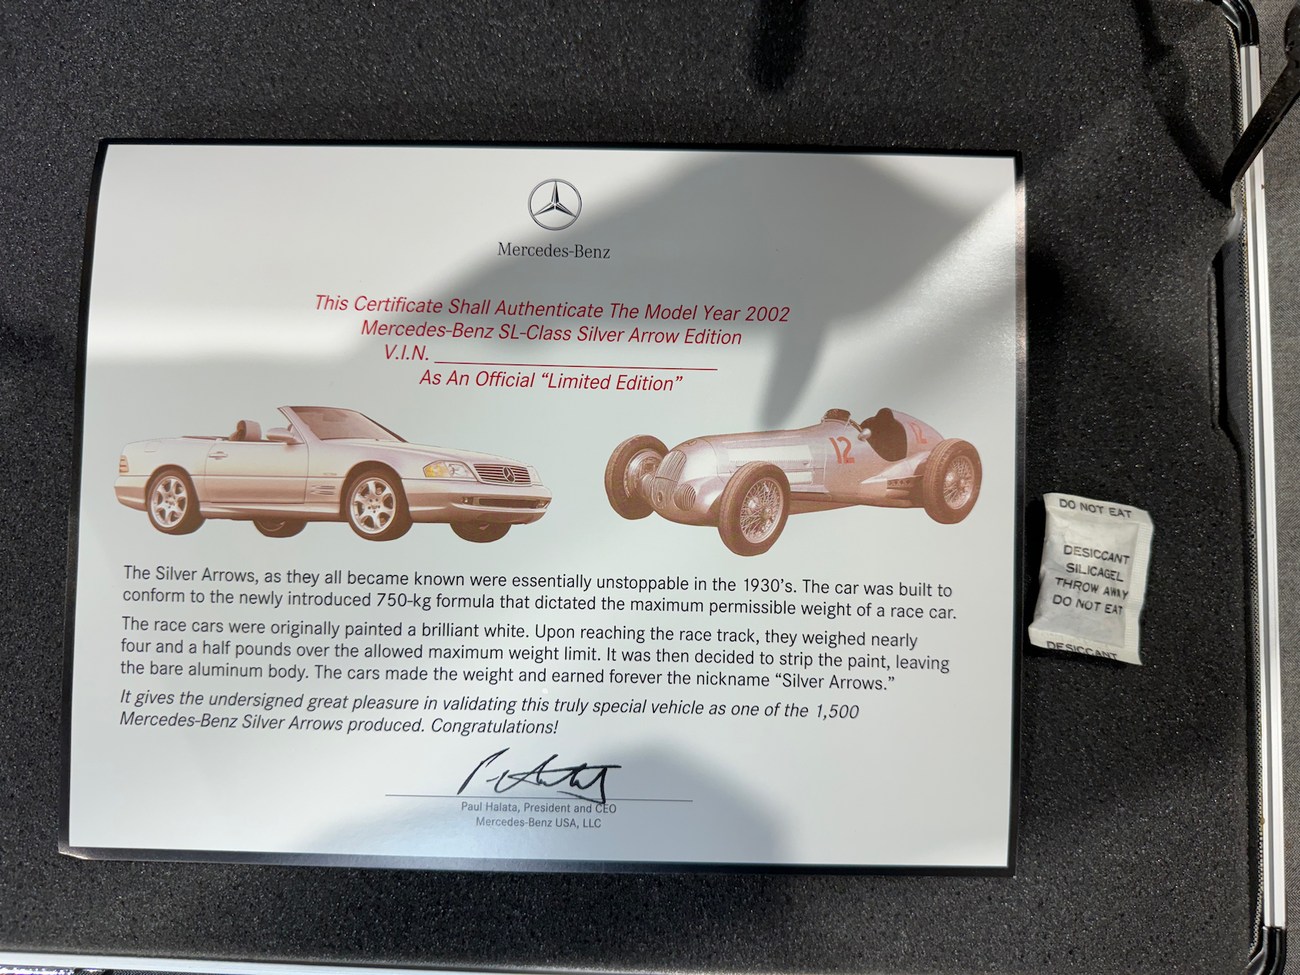 Mercedes-Benz
This Certificate Shall Authenticate The Model Year 2002
Mercedes-Benz SL-Class Silver Arrow Edition
V.I.N.
As An Official “Limited Edition”
12
12
The Silver Arrows, as they all became known were essentially unstoppable in the 1930's. The car was built to
conform to the newly introduced 750-kg formula that dictated the maximum permissible weight of a race car.
The race cars were originally painted a brilliant white. Upon reaching the race track, they weighed nearly
four and a half pounds over the allowed maximum weight limit. It was then decided to strip the paint, leaving
the bare aluminum body. The cars made the weight and earned forever the nickname “Silver Arrows.”
It gives the undersigned great pleasure in validating this truly special vehicle as one of the 1,500
Mercedes-Benz Silver Arrows produced. Congratulations!
Paul Halata, President and CEO
Mercedes-Benz USA, LLC
DO NOT EAT
DESICCANT
SILICAGEL
THROW AWAY
DO NOT EAT
DESICCANT